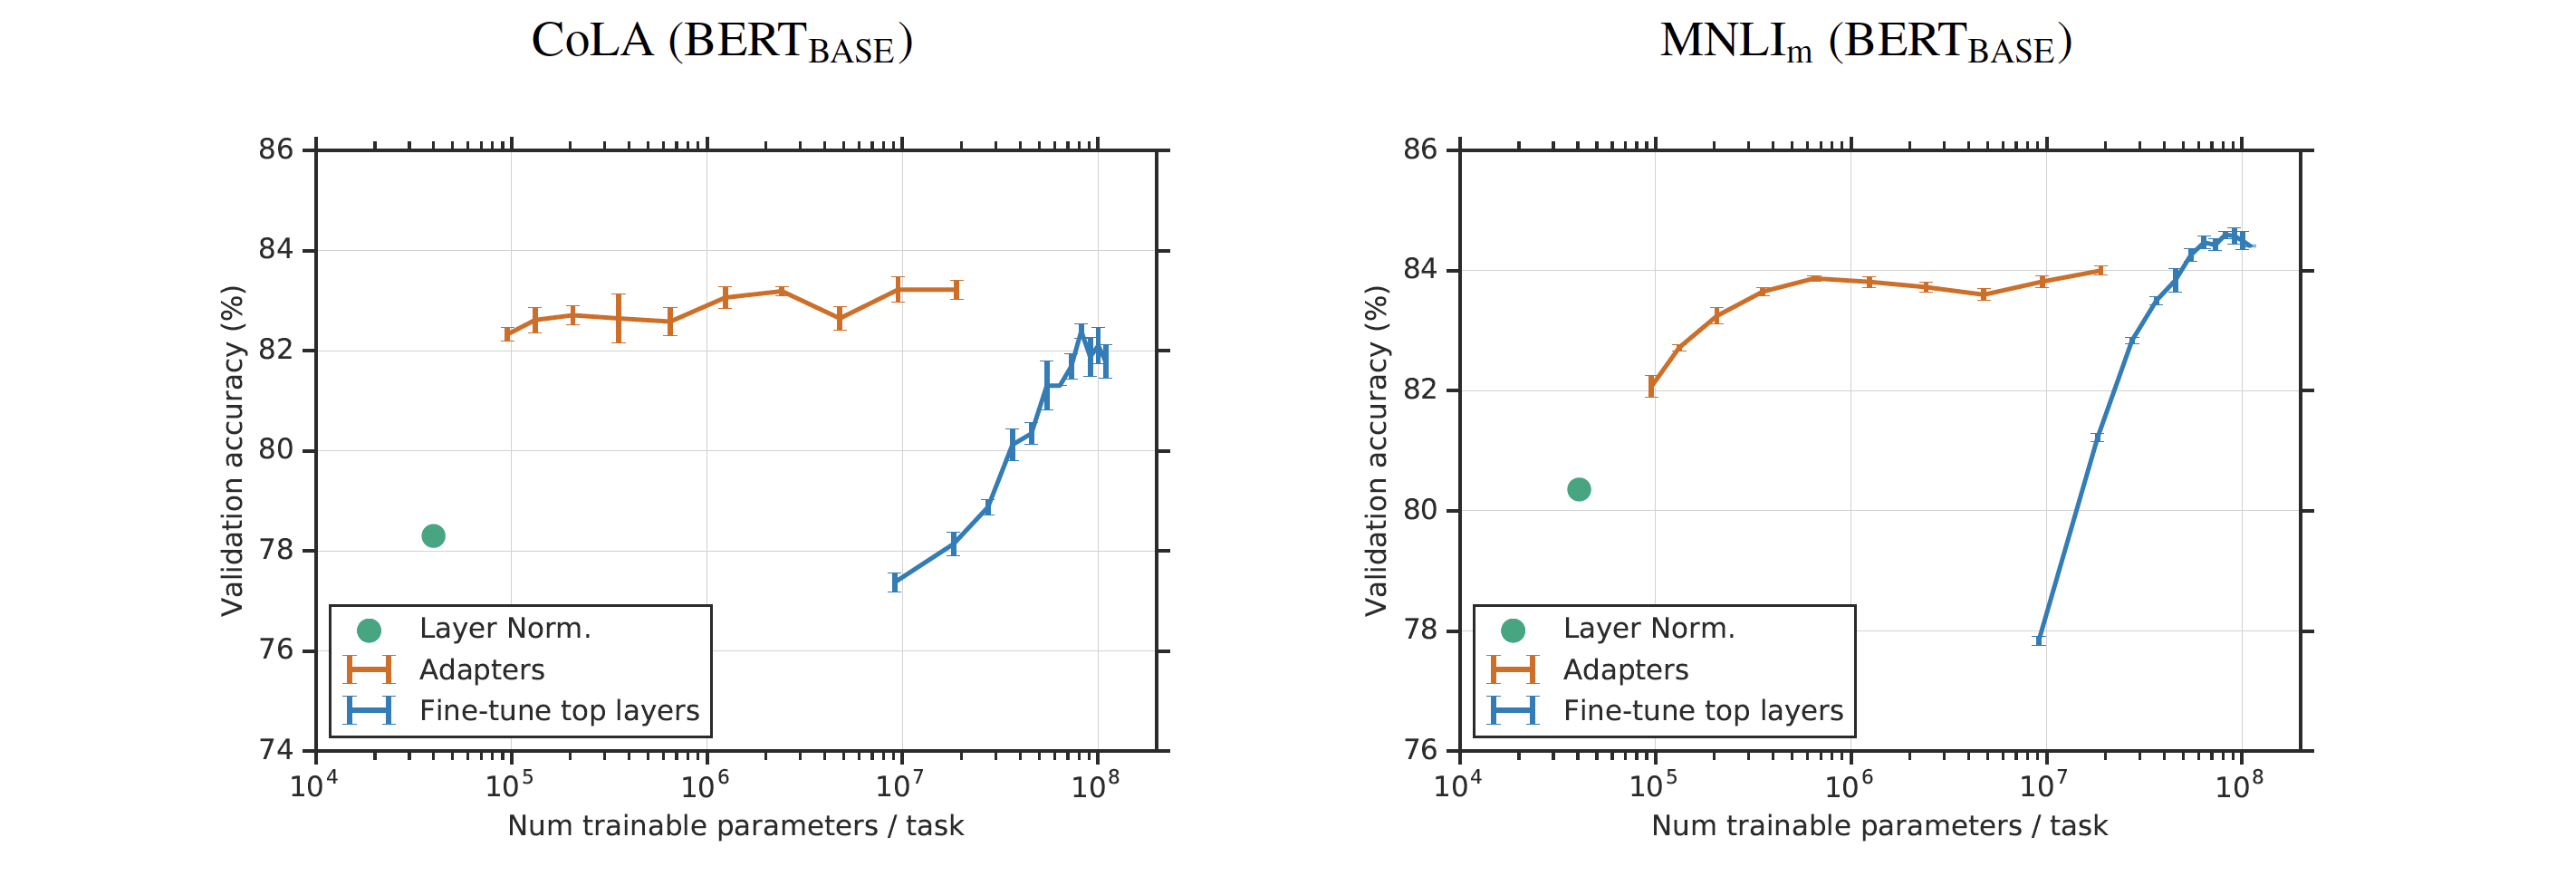 CoLA (BERT_BASE)
86
84
82
80
78
76
74
Validation accuracy (%)
Layer Norm.
Adapters
Fine-tune top layers
10^4
10^5
10^6
10^7
10^8
Num trainable parameters / task
MNLI_m (BERT_BASE)
86
84
82
80
78
76
Validation accuracy (%)
Layer Norm.
Adapters
Fine-tune top layers
10^4
10^5
10^6
10^7
10^8
Num trainable parameters / task